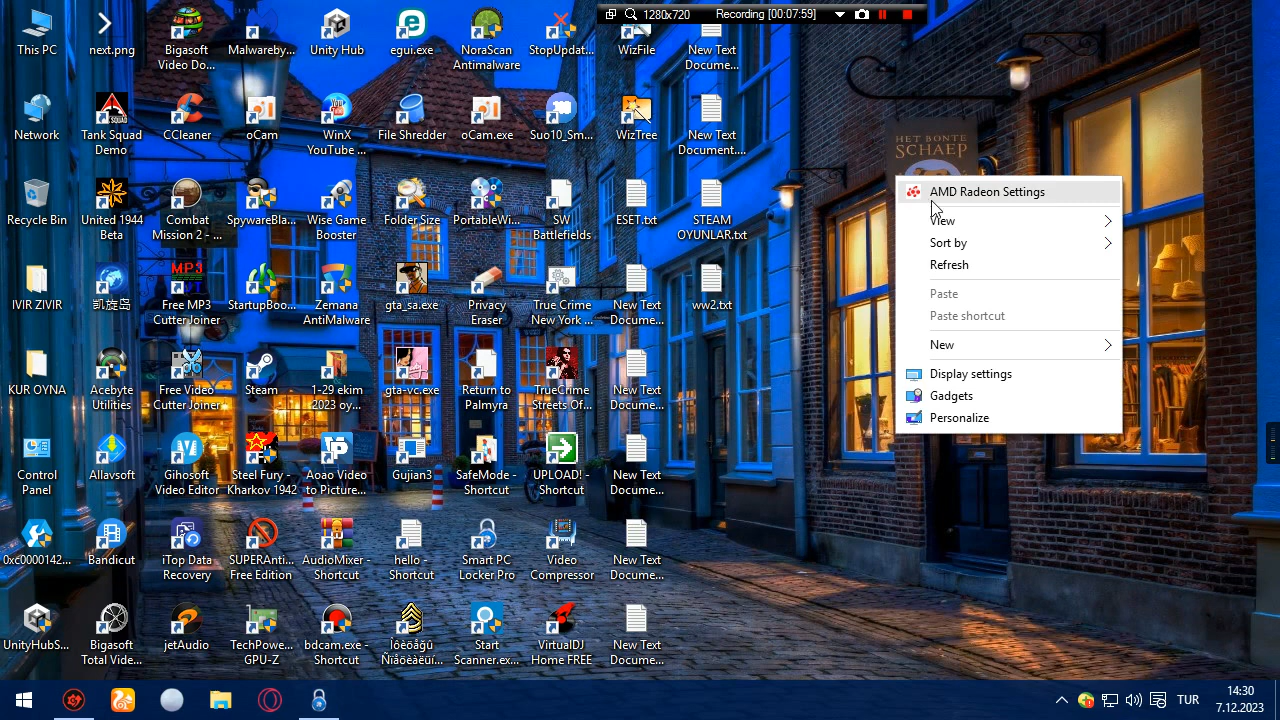 1280x720
Recording [00:07:59]
This PC
next.png
Bigasoft
Video Do...
Malwareby...
Unity Hub
egui.exe
NoraScan
Antimalware
StopUpdat...
WizFile
New Text
Docume...
Network
Tank Squad
Demo
CCleaner
oCam
WinX
YouTube ...
File Shredder
oCam.exe
Suo10_Sm...
WizTree
New Text
Document....
HET BONTE
SCHAEP
Recycle Bin
United 1944
Beta
Combat
Mission 2 - ...
SpywareBla...
Wise Game
Booster
Folder Size
PortableWi...
SW
Battlefields
ESET.txt
STEAM
OYUNLAR.txt
IVIR ZIVIR
凯旋岛
MP3
Free MP3
Cutter Joiner
StartupBoo...
Zemana
AntiMalware
gta_sa.exe
Privacy
Eraser
True Crime
New York ...
New Text
Docume...
ww2.txt
KUR OYNA
Acebyte
Utilities
Free Video
Cutter Joiner
Steam
1-29 ekim
2023 oy...
gta-vc.exe
Return to
Palmyra
TrueCrime
Streets Of...
New Text
Docume...
Control
Panel
Allavsoft
Gihosoft
Video Editor
Steel Fury -
Kharkov 1942
Aoao Video
to Picture...
Gujian3
SafeMode -
Shortcut
UPLOAD! -
Shortcut
New Text
Docume...
0xc0000142...
Bandicut
iTop Data
Recovery
SUPERAnti...
Free Edition
AudioMixer -
Shortcut
hello -
Shortcut
Smart PC
Locker Pro
Video
Compressor
New Text
Docume...
UnityHubS...
Bigasoft
Total Vide...
jetAudio
TechPowe...
GPU-Z
bdcam.exe -
Shortcut
Start
Scanner.ex...
VirtualDJ
Home FREE
New Text
Docume...
AMD Radeon Settings
View
Sort by
Refresh
Paste
Paste shortcut
New
Display settings
Gadgets
Personalize
TUR
14:30
7.12.2023